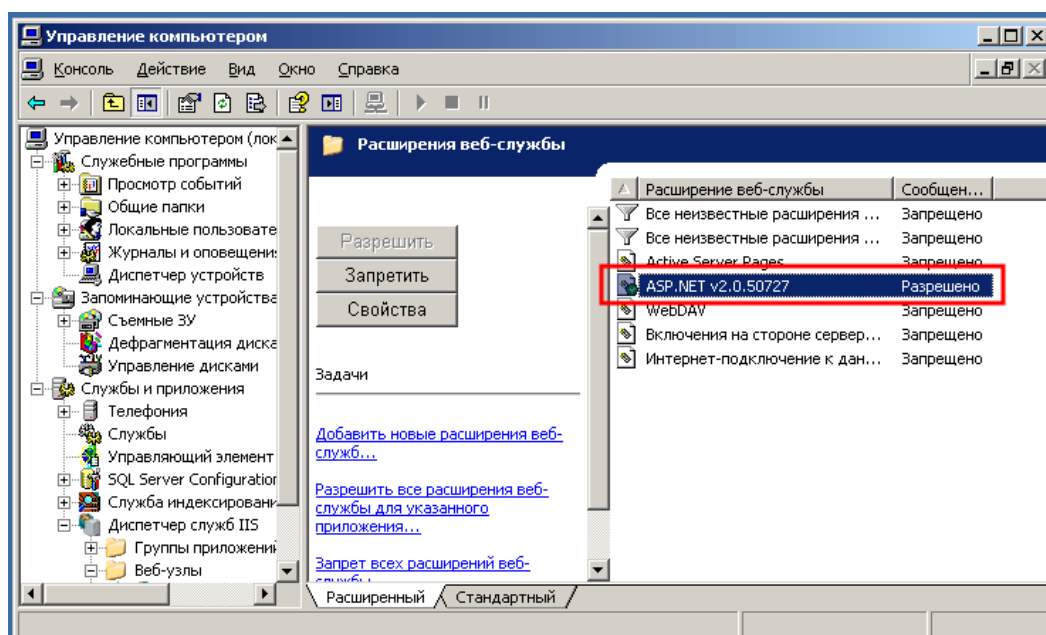 Управление компьютером
Консоль Действие Вид Окно Справка
Управление компьютером (лок
Служебные программы
Просмотр событий
Общие папки
Локальные пользовате
Журналы и оповещени
Диспетчер устройств
Запоминающие устройства
Съемные ЗУ
Дефрагментация диска
Управление дисками
Службы и приложения
Телефония
Службы
Управляющий элемент
SQL Server Configuration
Служба индексировани
Диспетчер служб IIS
Группы приложений
Веб-узлы
Расширения веб-службы
Разрешить
Запретить
Свойства
Задачи
Добавить новые расширения веб-
служб...
Разрешить все расширения веб-
службы для указанного
приложения...
Запрет всех расширений веб-
службы
Расширение веб-службы Сообщен...
Все неизвестные расширения ... Запрещено
Все неизвестные расширения ... Запрещено
Active Server Pages Запрещено
ASP.NET v2.0.50727 Разрешено
WebDAV Запрещено
Включения на стороне сервер... Запрещено
Интернет-подключение к дан... Запрещено
Расширенный Стандартный